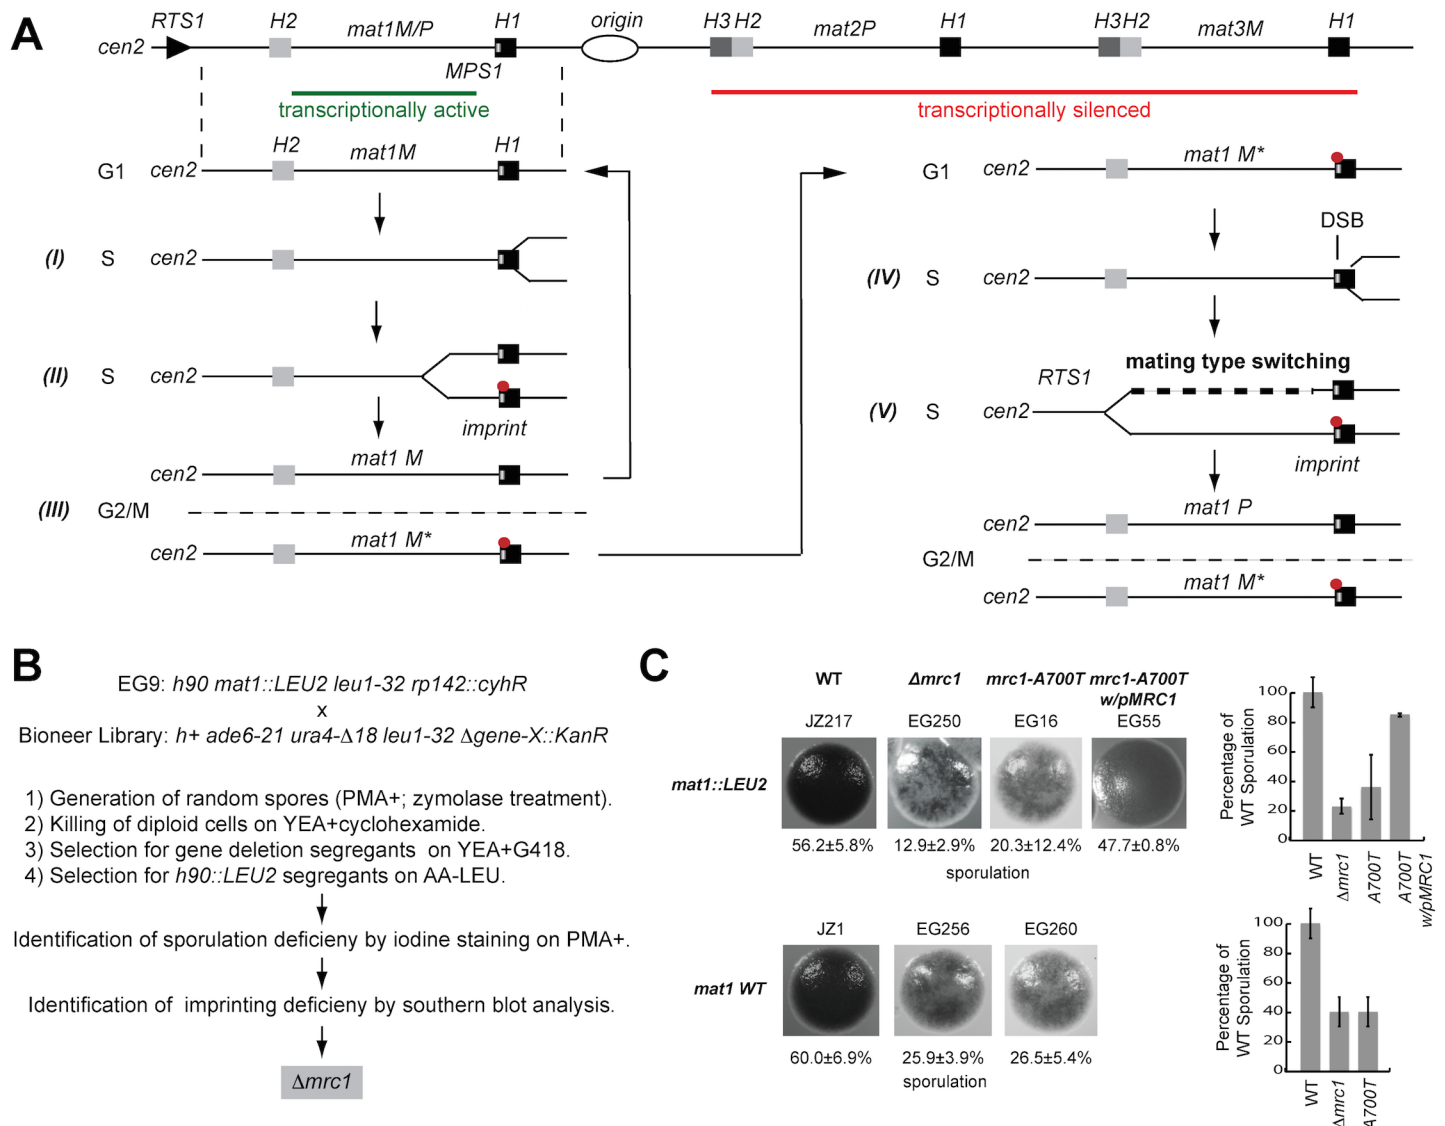 A
RTS1 H2 mat1M/P H1 origin H3 H2 mat2P H1 H3 H2 mat3M H1
cen2
MPS1
transcriptionally active
transcriptionally silenced
H2 mat1M H1
G1 cen2
(I) S cen2
(II) S cen2
imprint
mat1 M
cen2
(III) G2/M
mat1 M*
cen2
mat1 M*
G1 cen2
DSB
(IV) S cen2
mating type switching
RTS1
(V) S cen2
imprint
mat1 P
cen2
G2/M
mat1 M*
cen2
B
EG9: h90 mat1::LEU2 leu1-32 rp142::cyhR
x
Bioneer Library: h+ ade6-21 ura4-Δ18 leu1-32 Δgene-X::KanR
1) Generation of random spores (PMA+; zymolase treatment).
2) Killing of diploid cells on YEA+cyclohexamide.
3) Selection for gene deletion segregants on YEA+G418.
4) Selection for h90::LEU2 segregants on AA-LEU.
Identification of sporulation deficieny by iodine staining on PMA+.
Identification of imprinting deficieny by southern blot analysis.
Δmrc1
C
WT Δmrc1 mrc1-A700T mrc1-A700T
w/pMRC1
JZ217 EG250 EG16 EG55
mat1::LEU2
56.2±5.8% 12.9±2.9% 20.3±12.4% 47.7±0.8%
sporulation
JZ1 EG256 EG260
mat1 WT
60.0±6.9% 25.9±3.9% 26.5±5.4%
sporulation
Percentage of
WT Sporulation
100
80
60
40
20
0
WT
Δmrc1
A700T
A700T
w/pMRC1
Percentage of
WT Sporulation
100
80
60
40
20
0
WT
Δmrc1
A700T